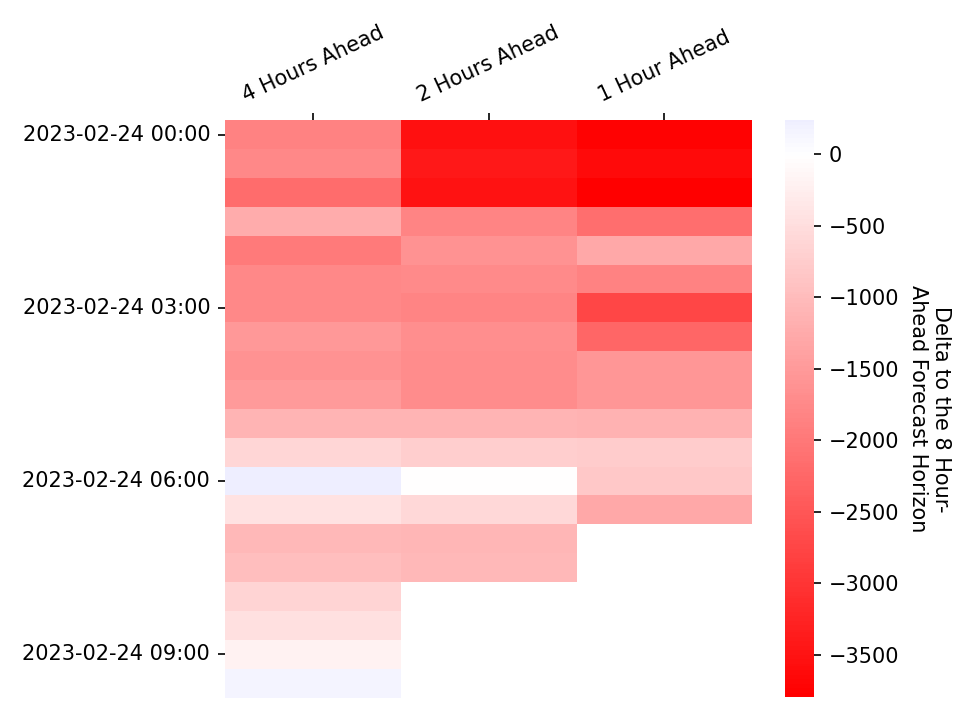 4 Hours Ahead
2 Hours Ahead
1 Hour Ahead
2023-02-24 00:00
2023-02-24 03:00
2023-02-24 06:00
2023-02-24 09:00
0
−500
−1000
−1500
−2000
−2500
−3000
−3500
Delta to the 8 Hour-
Ahead Forecast Horizon